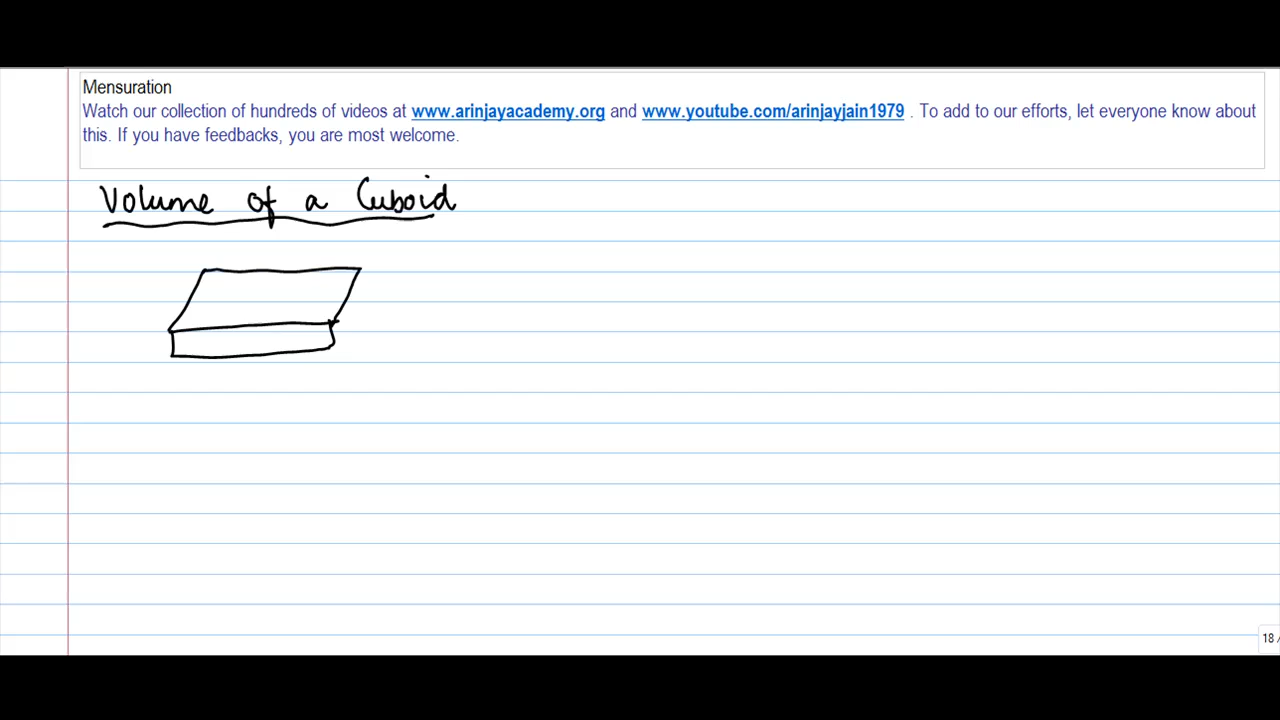 Mensuration
Watch our collection of hundreds of videos at www.arinjayacademy.org and www.youtube.com/arinjayjain1979 . To add to our efforts, let everyone know about
this. If you have feedbacks, you are most welcome.
Volume of a Cuboid
18 /